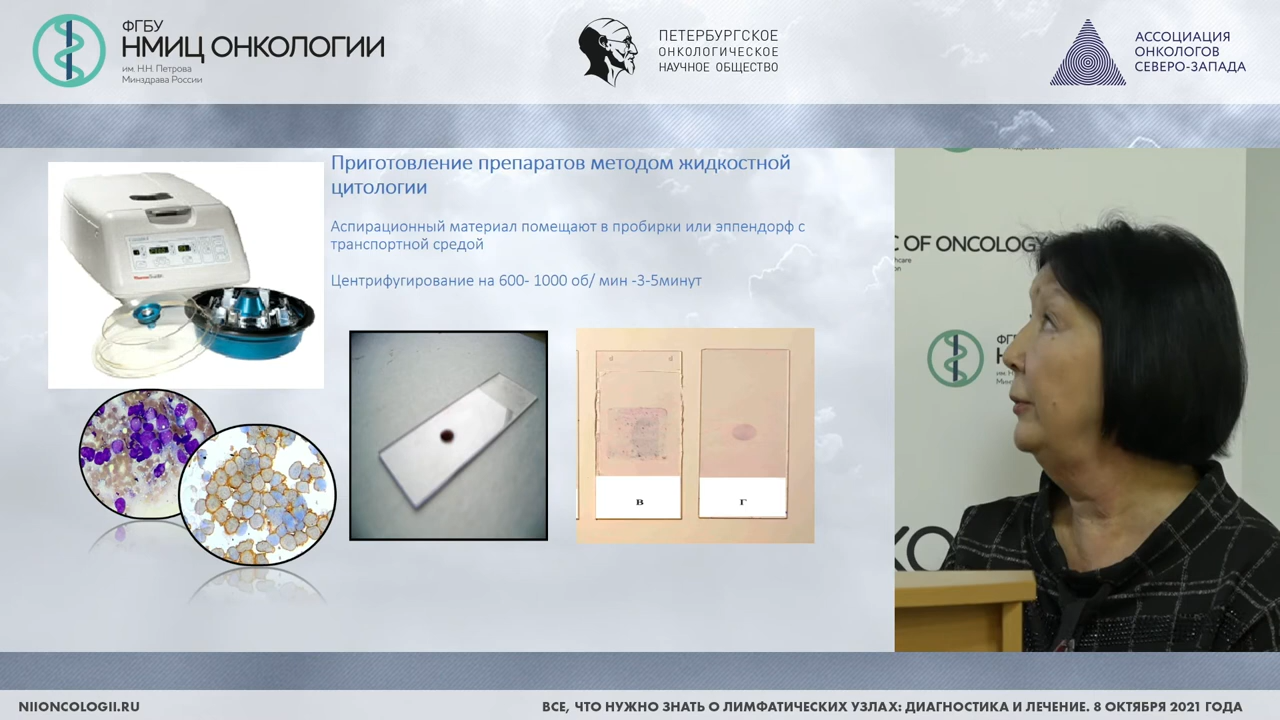 ФГБУ
НМИЦ ОНКОЛОГИИ
им. Н.Н. Петрова
Минздрава России
ПЕТЕРБУРГСКОЕ
ОНКОЛОГИЧЕСКОЕ
НАУЧНОЕ ОБЩЕСТВО
АССОЦИАЦИЯ
ОНКОЛОГОВ
СЕВЕРО-ЗАПАДА
Приготовление препаратов методом жидкостной
цитологии
Аспирационный материал помещают в пробирки или эппендорф с
транспортной средой
Центрифугирование на 600- 1000 об/ мин -3-5минут
В
Г
C OF ONCOLOGY
ФГ
NIIONCOLOGII.RU
ВСЕ, ЧТО НУЖНО ЗНАТЬ О ЛИМФАТИЧЕСКИХ УЗЛАХ: ДИАГНОСТИКА И ЛЕЧЕНИЕ. 8 ОКТЯБРЯ 2021 ГОДА